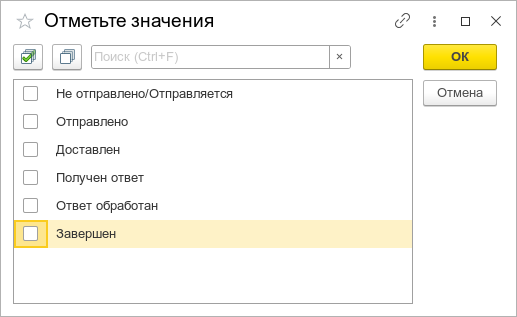 Отметьте значения
Поиск (Ctrl+F)
×
ОК
Отмена
Не отправлено/Отправляется
Отправлено
Доставлен
Получен ответ
Ответ обработан
Завершен